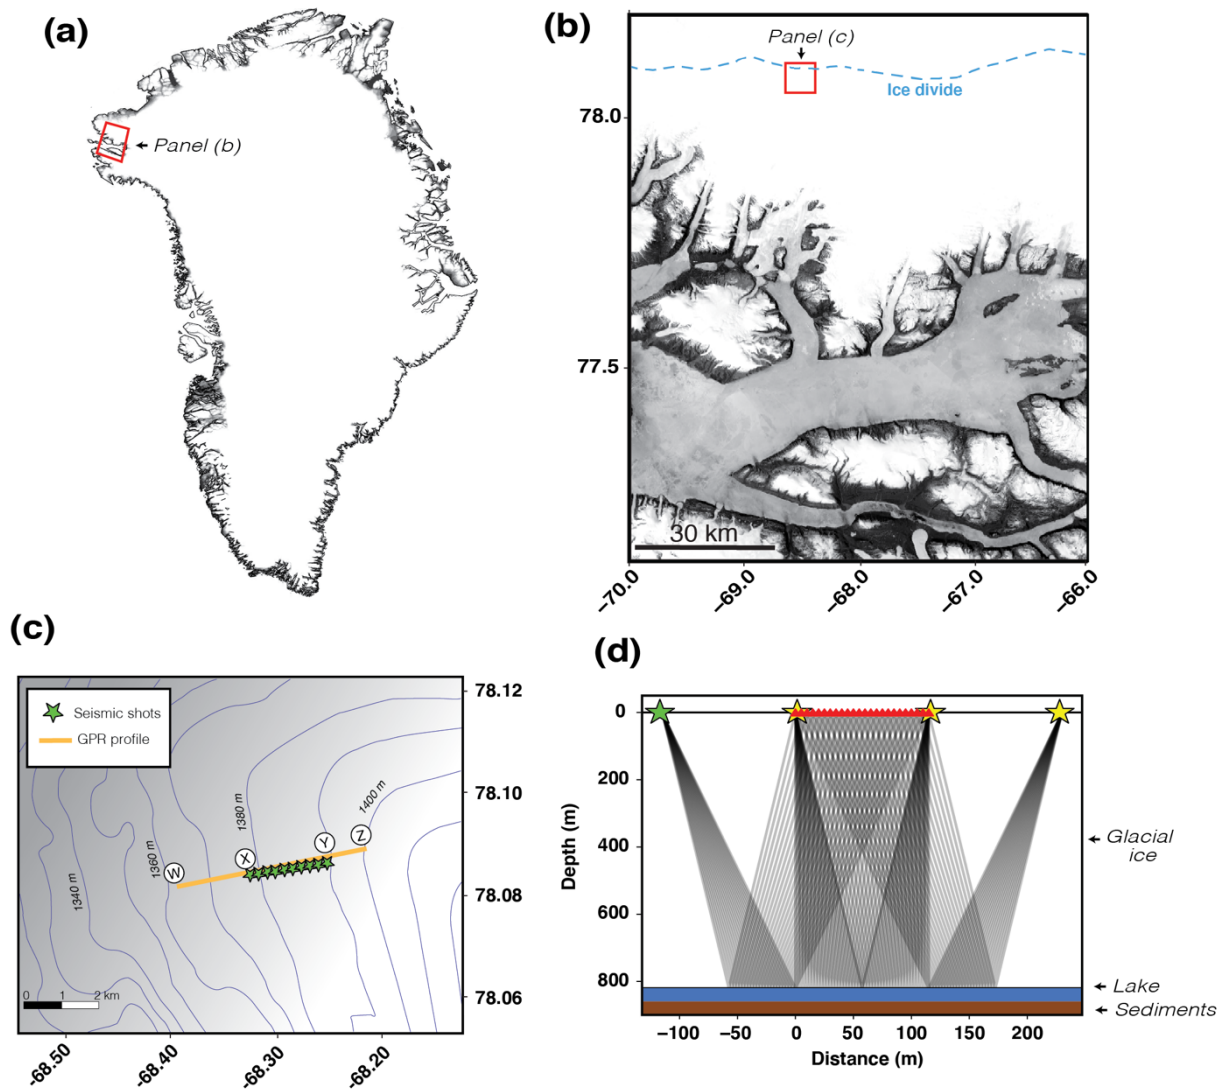 (a)
Panel (b)
(b)
Panel (c)
Ice divide
78.0
77.5
30 km
−70.0
−69.0
−68.0
−67.0
−66.0
(c)
Seismic shots
GPR profile
1340 m
1360 m
1380 m
1400 m
W
X
Y
Z
0 1 2 km
78.12
78.10
78.08
78.06
−68.50
−68.40
−68.30
−68.20
(d)
Depth (m)
0
200
400
600
800
Glacial
ice
Lake
Sediments
−100 −50 0 50 100 150 200
Distance (m)